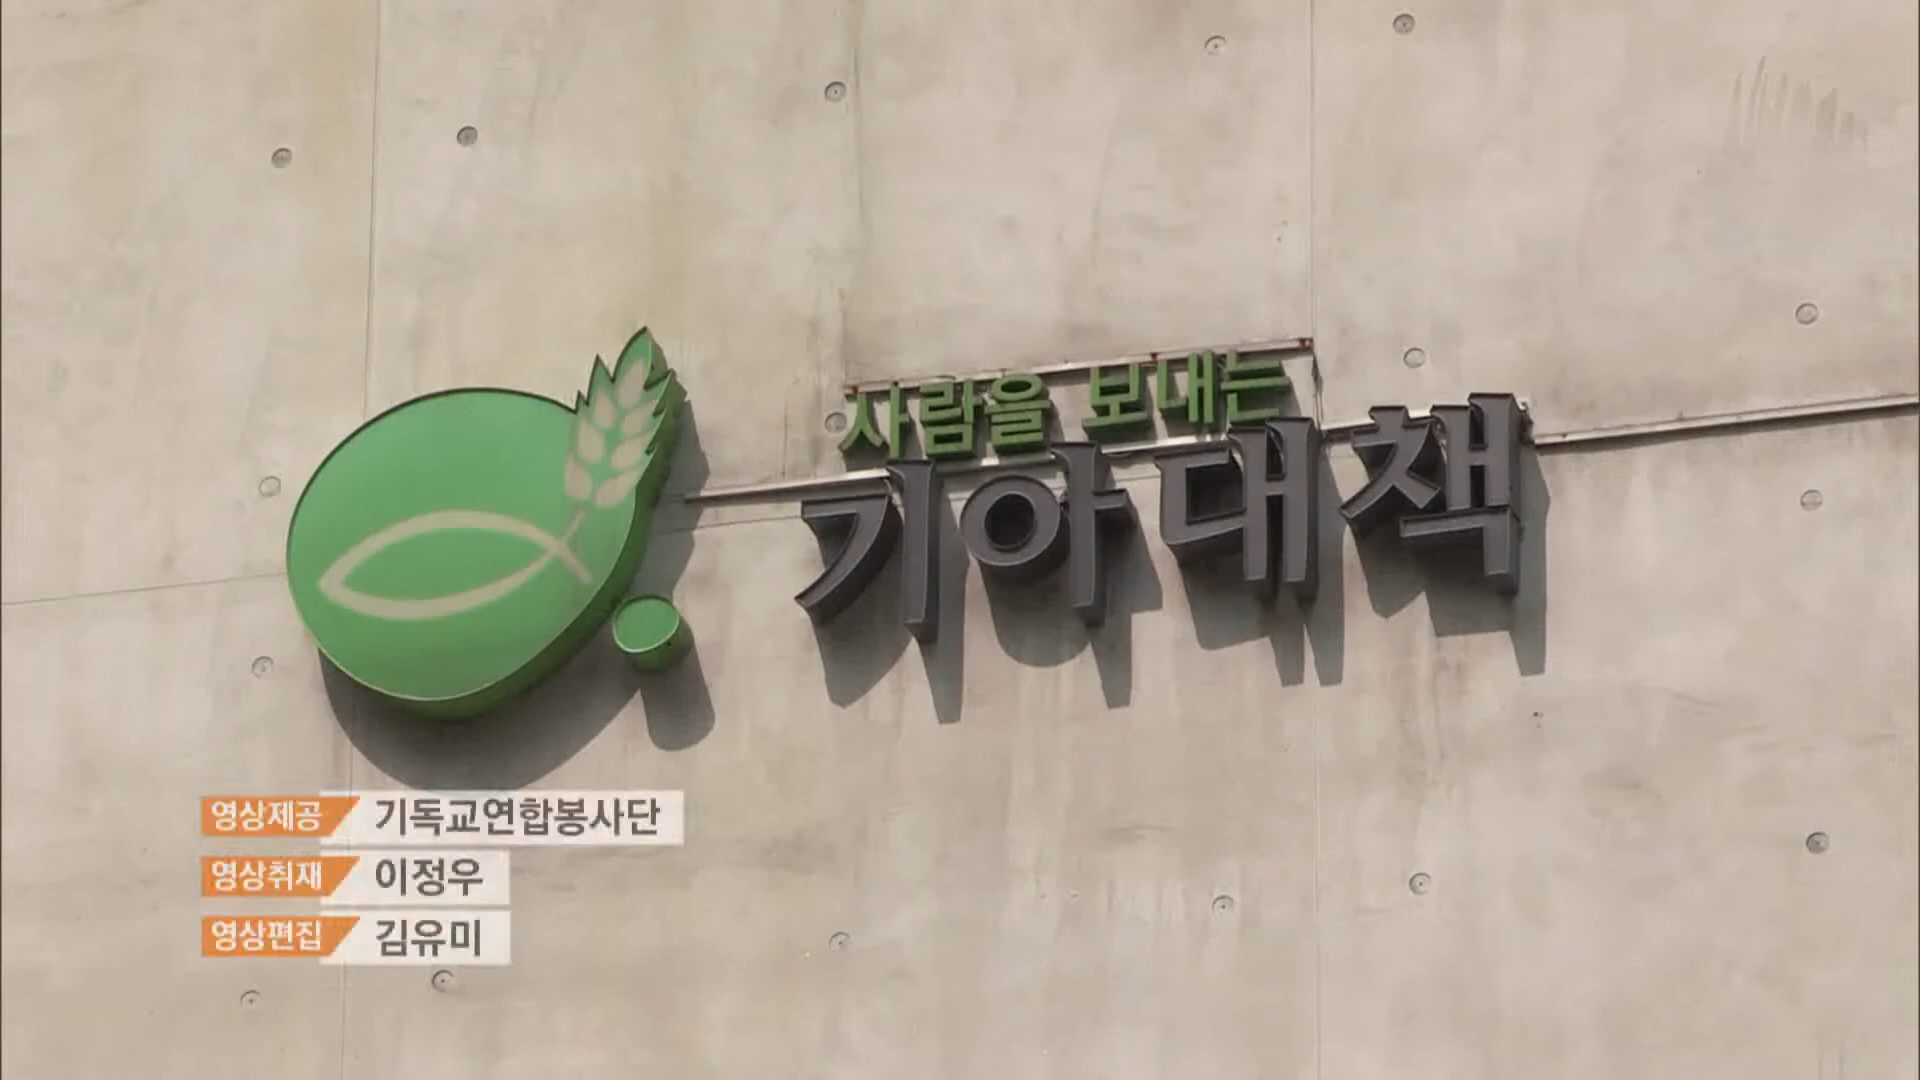 사람을 보내는
기아대책
영상제공 기독교연합봉사단
영상취재 이정우
영상편집 김유미